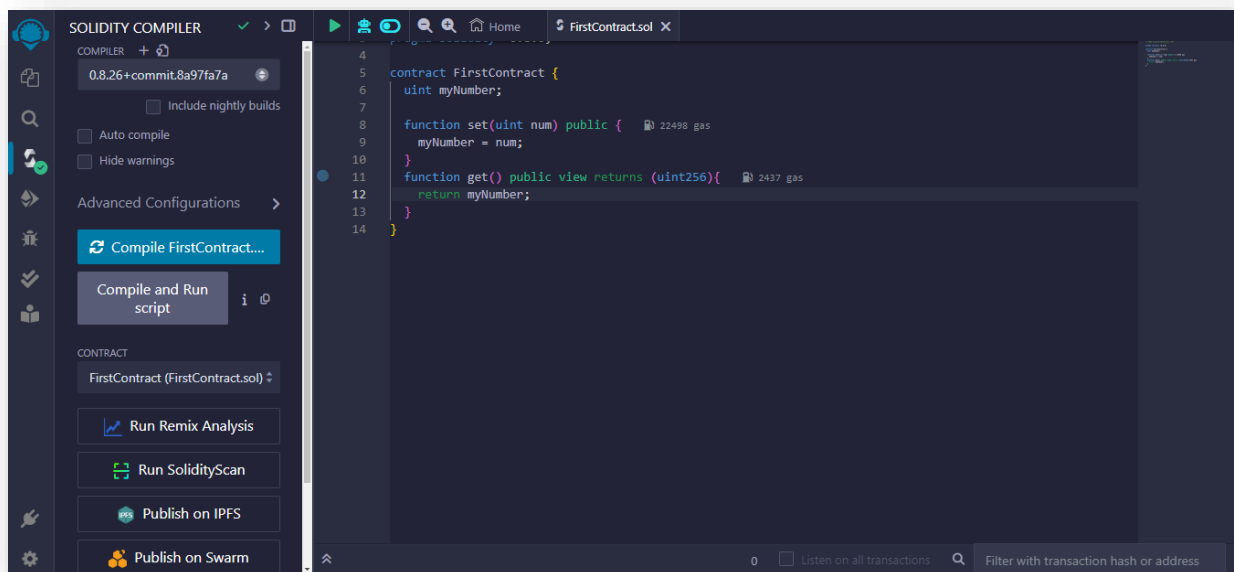 SOLIDITY COMPILER
COMPILER
0.8.26+commit.8a97fa7a
Include nightly builds
Auto compile
Hide warnings
Advanced Configurations
Compile FirstContract....
Compile and Run
script
i
CONTRACT
FirstContract (FirstContract.sol)
Run Remix Analysis
Run SolidityScan
IPFS Publish on IPFS
Publish on Swarm
Home
FirstContract.sol
4
5 contract FirstContract {
6 uint myNumber;
7
8 function set(uint num) public { 22498 gas
9 myNumber = num;
10 }
11 function get() public view returns (uint256){ 2437 gas
12 return myNumber;
13 }
14 }
0 Listen on all transactions Filter with transaction hash or address